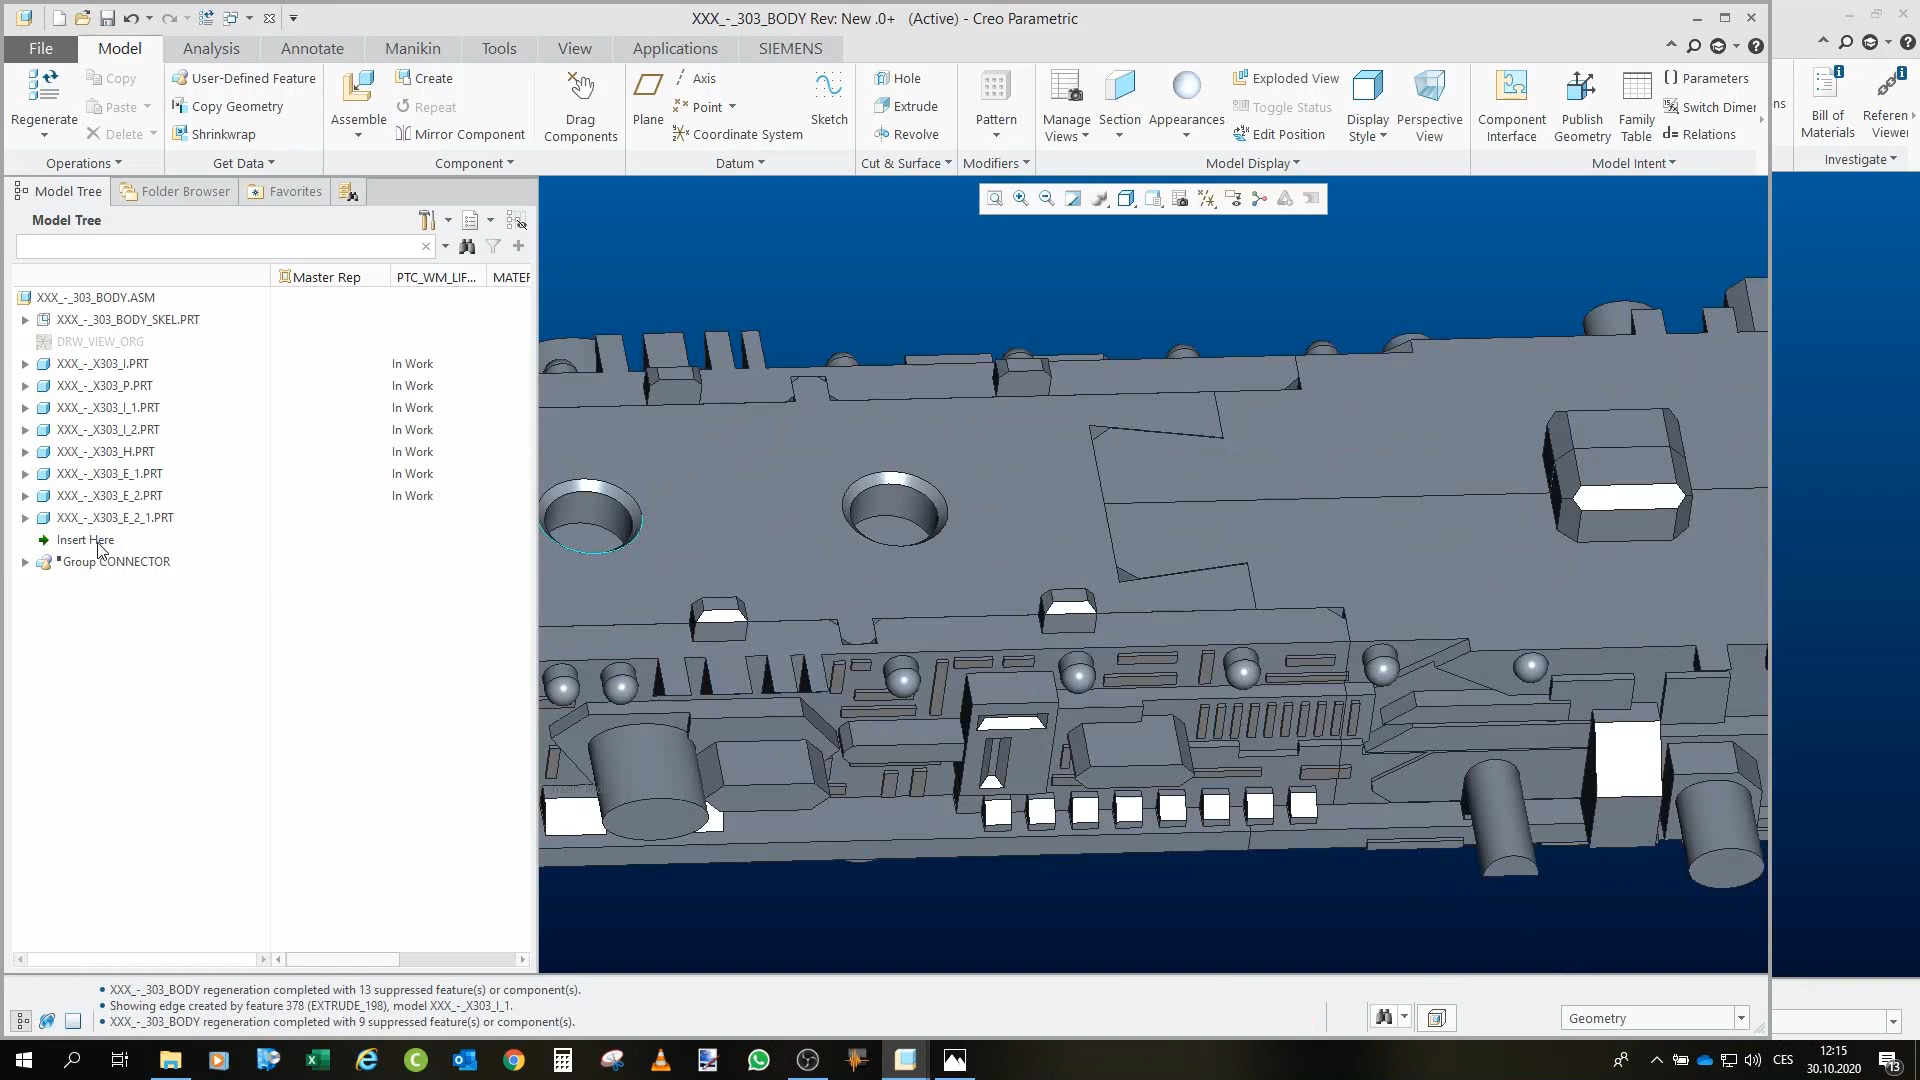 XXX_-_303_BODY Rev: New .0+ (Active) - Creo Parametric
File Model Analysis Annotate Manikin Tools View Applications SIEMENS
Regenerate
Copy
Paste
Delete
Operations
User-Defined Feature
Copy Geometry
Shrinkwrap
Get Data
Assemble
Create
Repeat
Mirror Component
Component
Drag
Components
Plane
Axis
Point
Coordinate System
Sketch
Datum
Hole
Extrude
Revolve
Cut & Surface
Pattern
Modifiers
Manage
Views
Section
Appearances
Exploded View
Toggle Status
Edit Position
Display
Style
Perspective
View
Model Display
Component
Interface
Publish
Geometry
Family
Table
Parameters
Switch Dimer
Relations
Model Intent
ns
Bill of
Materials
Referen
Viewer
Investigate
Model Tree Folder Browser Favorites
Model Tree
Master Rep PTC_WM_LIF... MATER
XXX_-_303_BODY.ASM
XXX_-_303_BODY_SKEL.PRT
DRW_VIEW_ORG
XXX_-_X303_I.PRT In Work
XXX_-_X303_P.PRT In Work
XXX_-_X303_I_1.PRT In Work
XXX_-_X303_I_2.PRT In Work
XXX_-_X303_H.PRT In Work
XXX_-_X303_E_1.PRT In Work
XXX_-_X303_E_2.PRT In Work
XXX_-_X303_E_2_1.PRT
Insert Here
Group CONNECTOR
XXX_-_303_BODY regeneration completed with 13 suppressed feature(s) or component(s).
Showing edge created by feature 378 (EXTRUDE_198), model XXX_-_X303_I_1.
XXX_-_303_BODY regeneration completed with 9 suppressed feature(s) or component(s).
Geometry
CES
12:15
30.10.2020
13